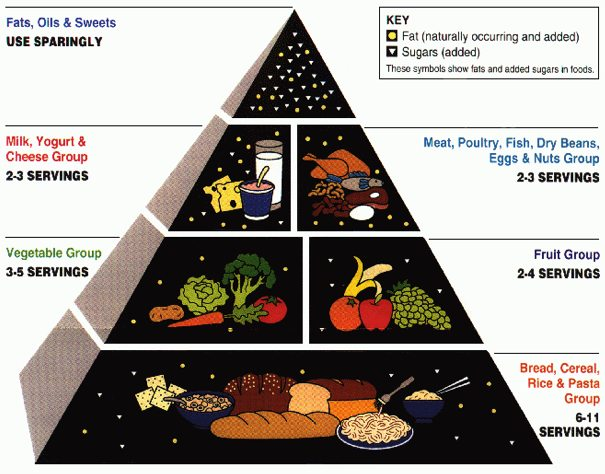 Fats, Oils & Sweets
USE SPARINGLY
KEY
Fat (naturally occurring and added)
Sugars (added)
These symbols show fats and added sugars in foods.
Milk, Yogurt &
Cheese Group
2-3 SERVINGS
Meat, Poultry, Fish, Dry Beans,
Eggs & Nuts Group
2-3 SERVINGS
Vegetable Group
3-5 SERVINGS
Fruit Group
2-4 SERVINGS
Bread, Cereal,
Rice & Pasta
Group
6-11
SERVINGS